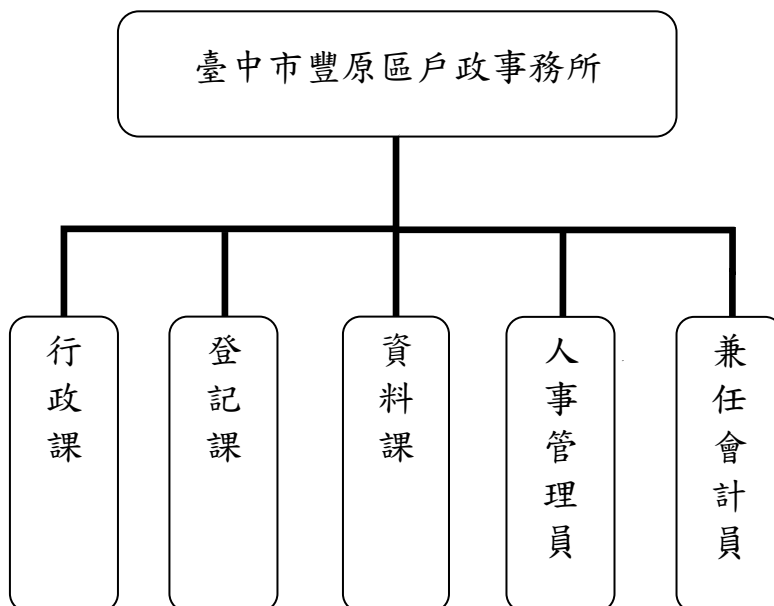 臺中市豐原區戶政事務所
行政課
登記課
資料課
人事管理員
兼任會計員